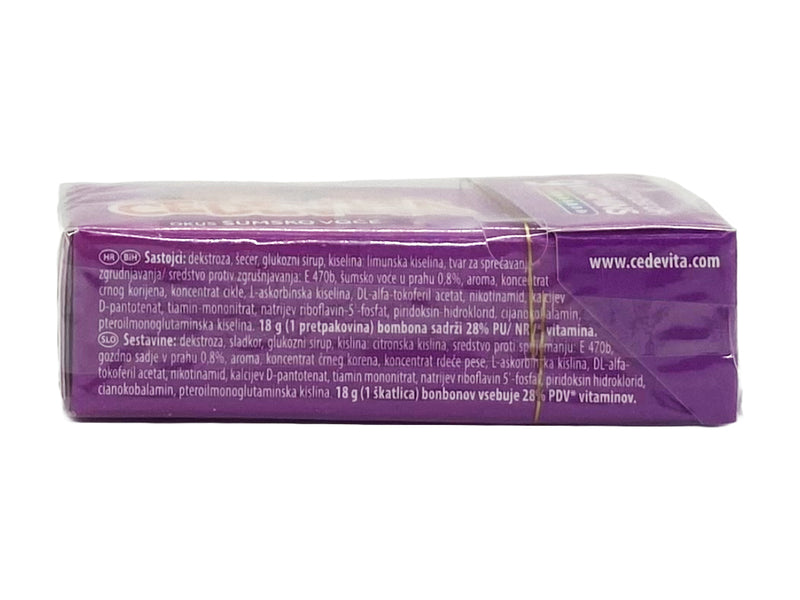 OKUS ŠUMSKO VOĆE
www.cedevita.com
HR BiH Sastojci: dekstroza, šećer, glukozni sirup, kiselina: limunska kiselina, tvar za sprečavan
zgrudnjavanja/ sredstvo protiv zgrušnjavanja: E 470b, šumsko voće u prahu 0,8%, aroma, koncentrat
crnog korijena, koncentrat cikle, L-askorbinska kiselina, DL-alfa-tokoferil acetat, nikotinamid, kalcijev
D-pantotenat, tiamin-mononitrat, natrijev riboflavin-5'-fosfat, piridoksin-hidroklorid, cijanokobalamin,
pteroilmonoglutaminska kiselina. 18 g (1 pretpakovina) bombona sadrži 28% PU/ NR vitamina.
SLO Sestavine: dekstroza, sladkor, glukozni sirup, kislina: citronska kislina, sredstvo proti sprijemanju: E 470b,
gozdno sadje v prahu 0,8%, aroma, koncentrat črnega korena, koncentrat rdeče pese, L-askorbinska kislina, DL-alfa-
tokoferil acetat, nikotinamid, kalcijev D-pantotenat, tiamin mononitrat, natrijev riboflavin 5'-fosfat, piridoksin hidroklorid,
cianokobalamin, pteroilmonoglutaminska kislina. 18 g (1 škatlica) bonbonov vsebuje 28% PDV* vitaminov.